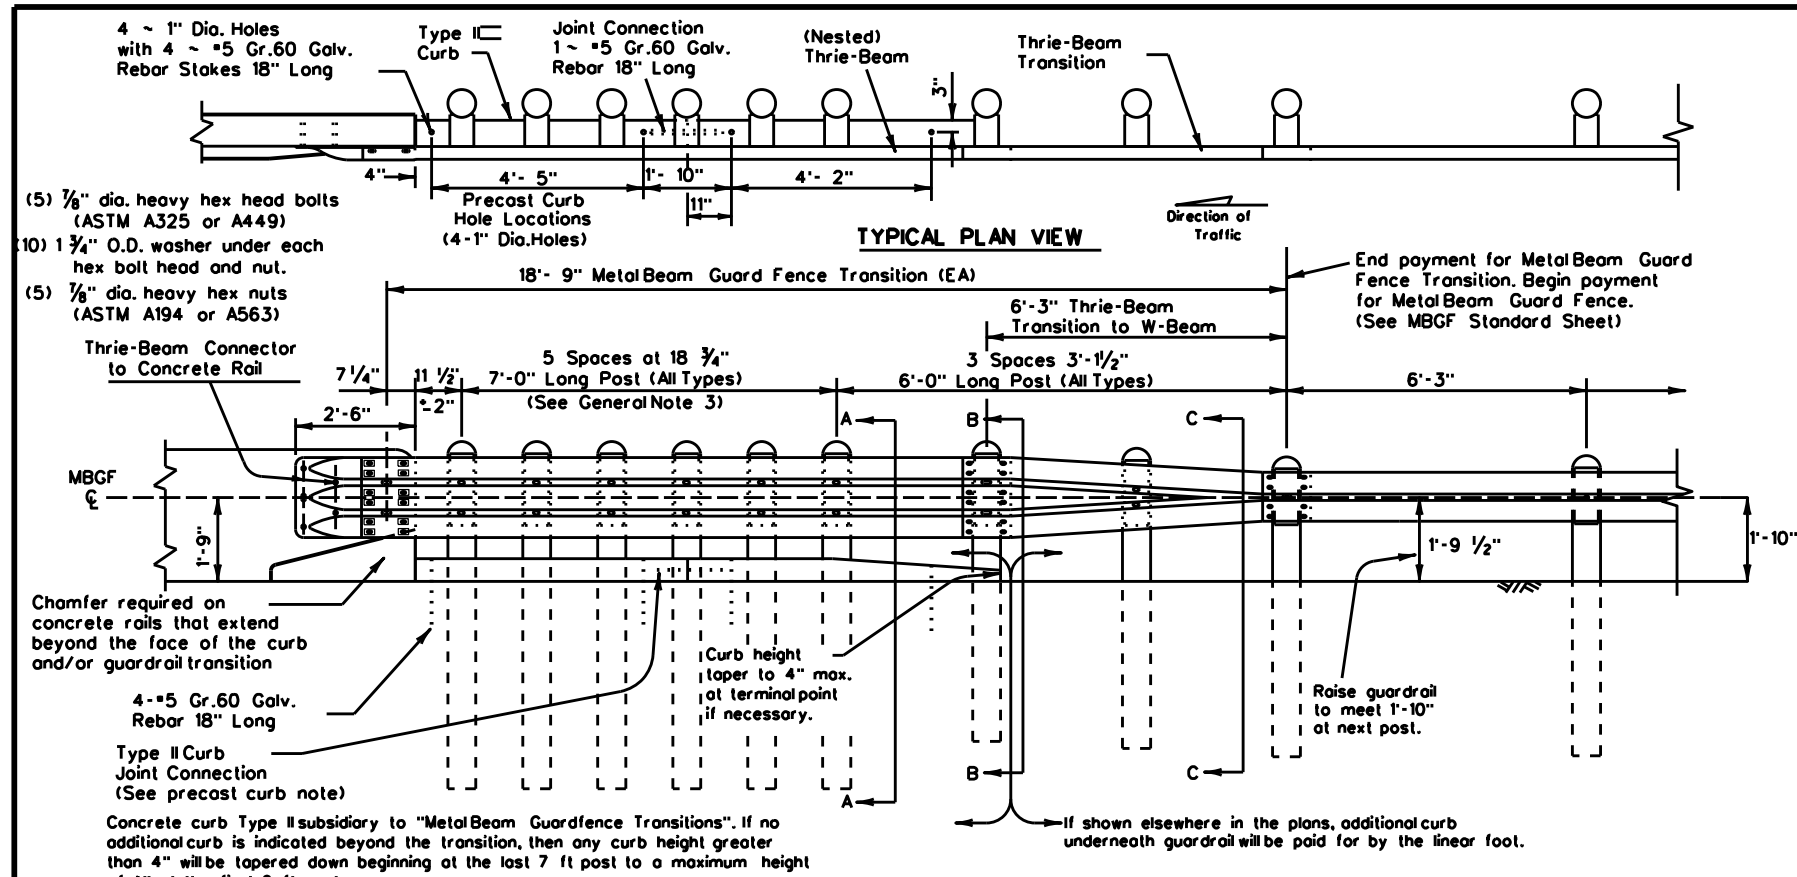 4 ~ 1" Dia. Holes
with 4 ~ #5 Gr.60 Galv.
Rebar Stakes 18" Long
Type II
Curb
Joint Connection
1 ~ #5 Gr.60 Galv.
Rebar 18" Long
(Nested)
Thrie-Beam
Thrie-Beam
Transition
3"
4"
4'- 5"
1'- 10"
4'- 2"
11"
Precast Curb
Hole Locations
(4-1" Dia.Holes)
Direction of
Traffic
TYPICAL PLAN VIEW
(5) 7/8" dia. heavy hex head bolts
(ASTM A325 or A449)
(10) 1 3/4" O.D. washer under each
hex bolt head and nut.
(5) 7/8" dia. heavy hex nuts
(ASTM A194 or A563)
18'- 9" Metal Beam Guard Fence Transition (EA)
End payment for Metal Beam Guard
Fence Transition. Begin payment
for Metal Beam Guard Fence.
(See MBGF Standard Sheet)
6'-3" Thrie-Beam
Transition to W-Beam
Thrie-Beam Connector
to Concrete Rail
7 1/4"
11 1/2"
+-2"
5 Spaces at 18 3/4"
7'-0" Long Post (All Types)
(See General Note 3)
3 Spaces 3'-1 1/2"
6'-0" Long Post (All Types)
6'-3"
2'-6"
A
B
C
MBGF
℄
1'-9"
1'-9 1/2"
1'-10"
Chamfer required on
concrete rails that extend
beyond the face of the curb
and/or guardrail transition
Curb height
taper to 4" max.
at terminal point
if necessary.
Raise guardrail
to meet 1'-10"
at next post.
4-#5 Gr.60 Galv.
Rebar 18" Long
Type II Curb
Joint Connection
(See precast curb note)
A
B
C
Concrete curb Type II subsidiary to "Metal Beam Guardfence Transitions". If no
additional curb is indicated beyond the transition, then any curb height greater
than 4" will be tapered down beginning at the last 7 ft post to a maximum height
If shown elsewhere in the plans, additional curb
underneath guardrail will be paid for by the linear foot.